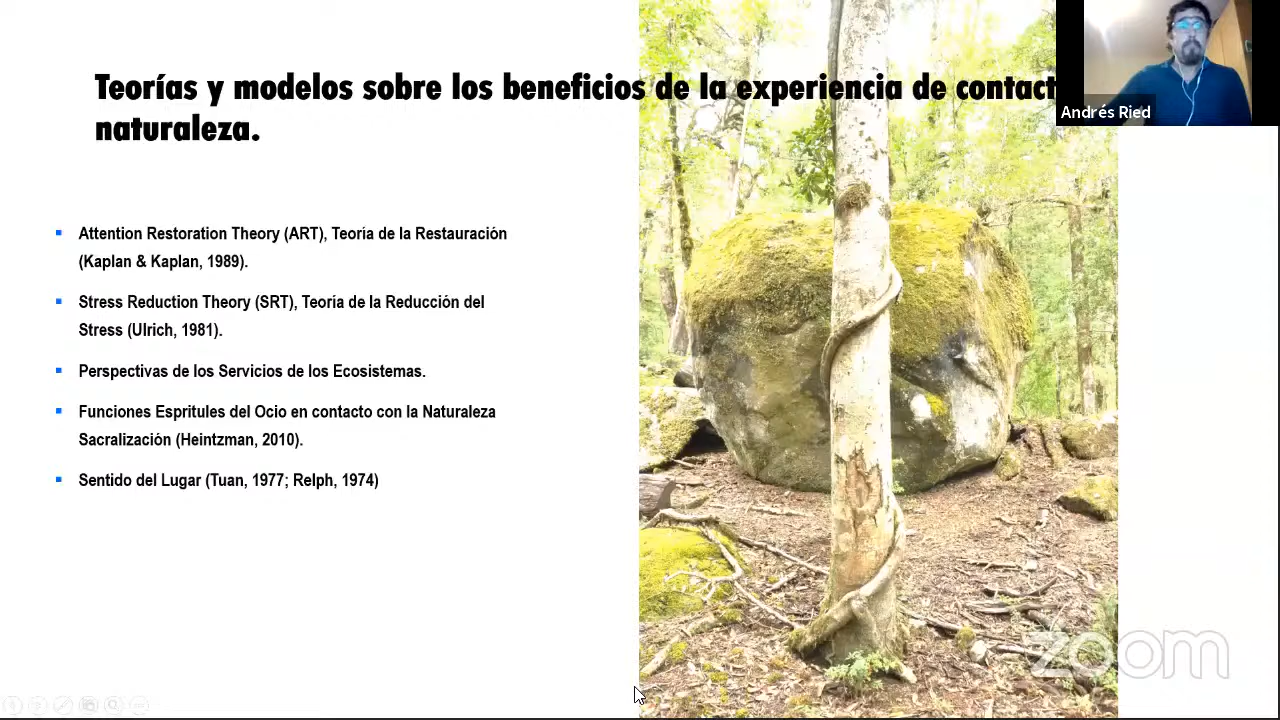 Teorías y modelos sobre los beneficios de la experiencia de contact
naturaleza.
Andrés Ried
Attention Restoration Theory (ART), Teoría de la Restauración
(Kaplan & Kaplan, 1989).
Stress Reduction Theory (SRT), Teoría de la Reducción del
Stress (Ulrich, 1981).
Perspectivas de los Servicios de los Ecosistemas.
Funciones Espritules del Ocio en contacto con la Naturaleza
Sacralización (Heintzman, 2010).
Sentido del Lugar (Tuan, 1977; Relph, 1974)
zoom